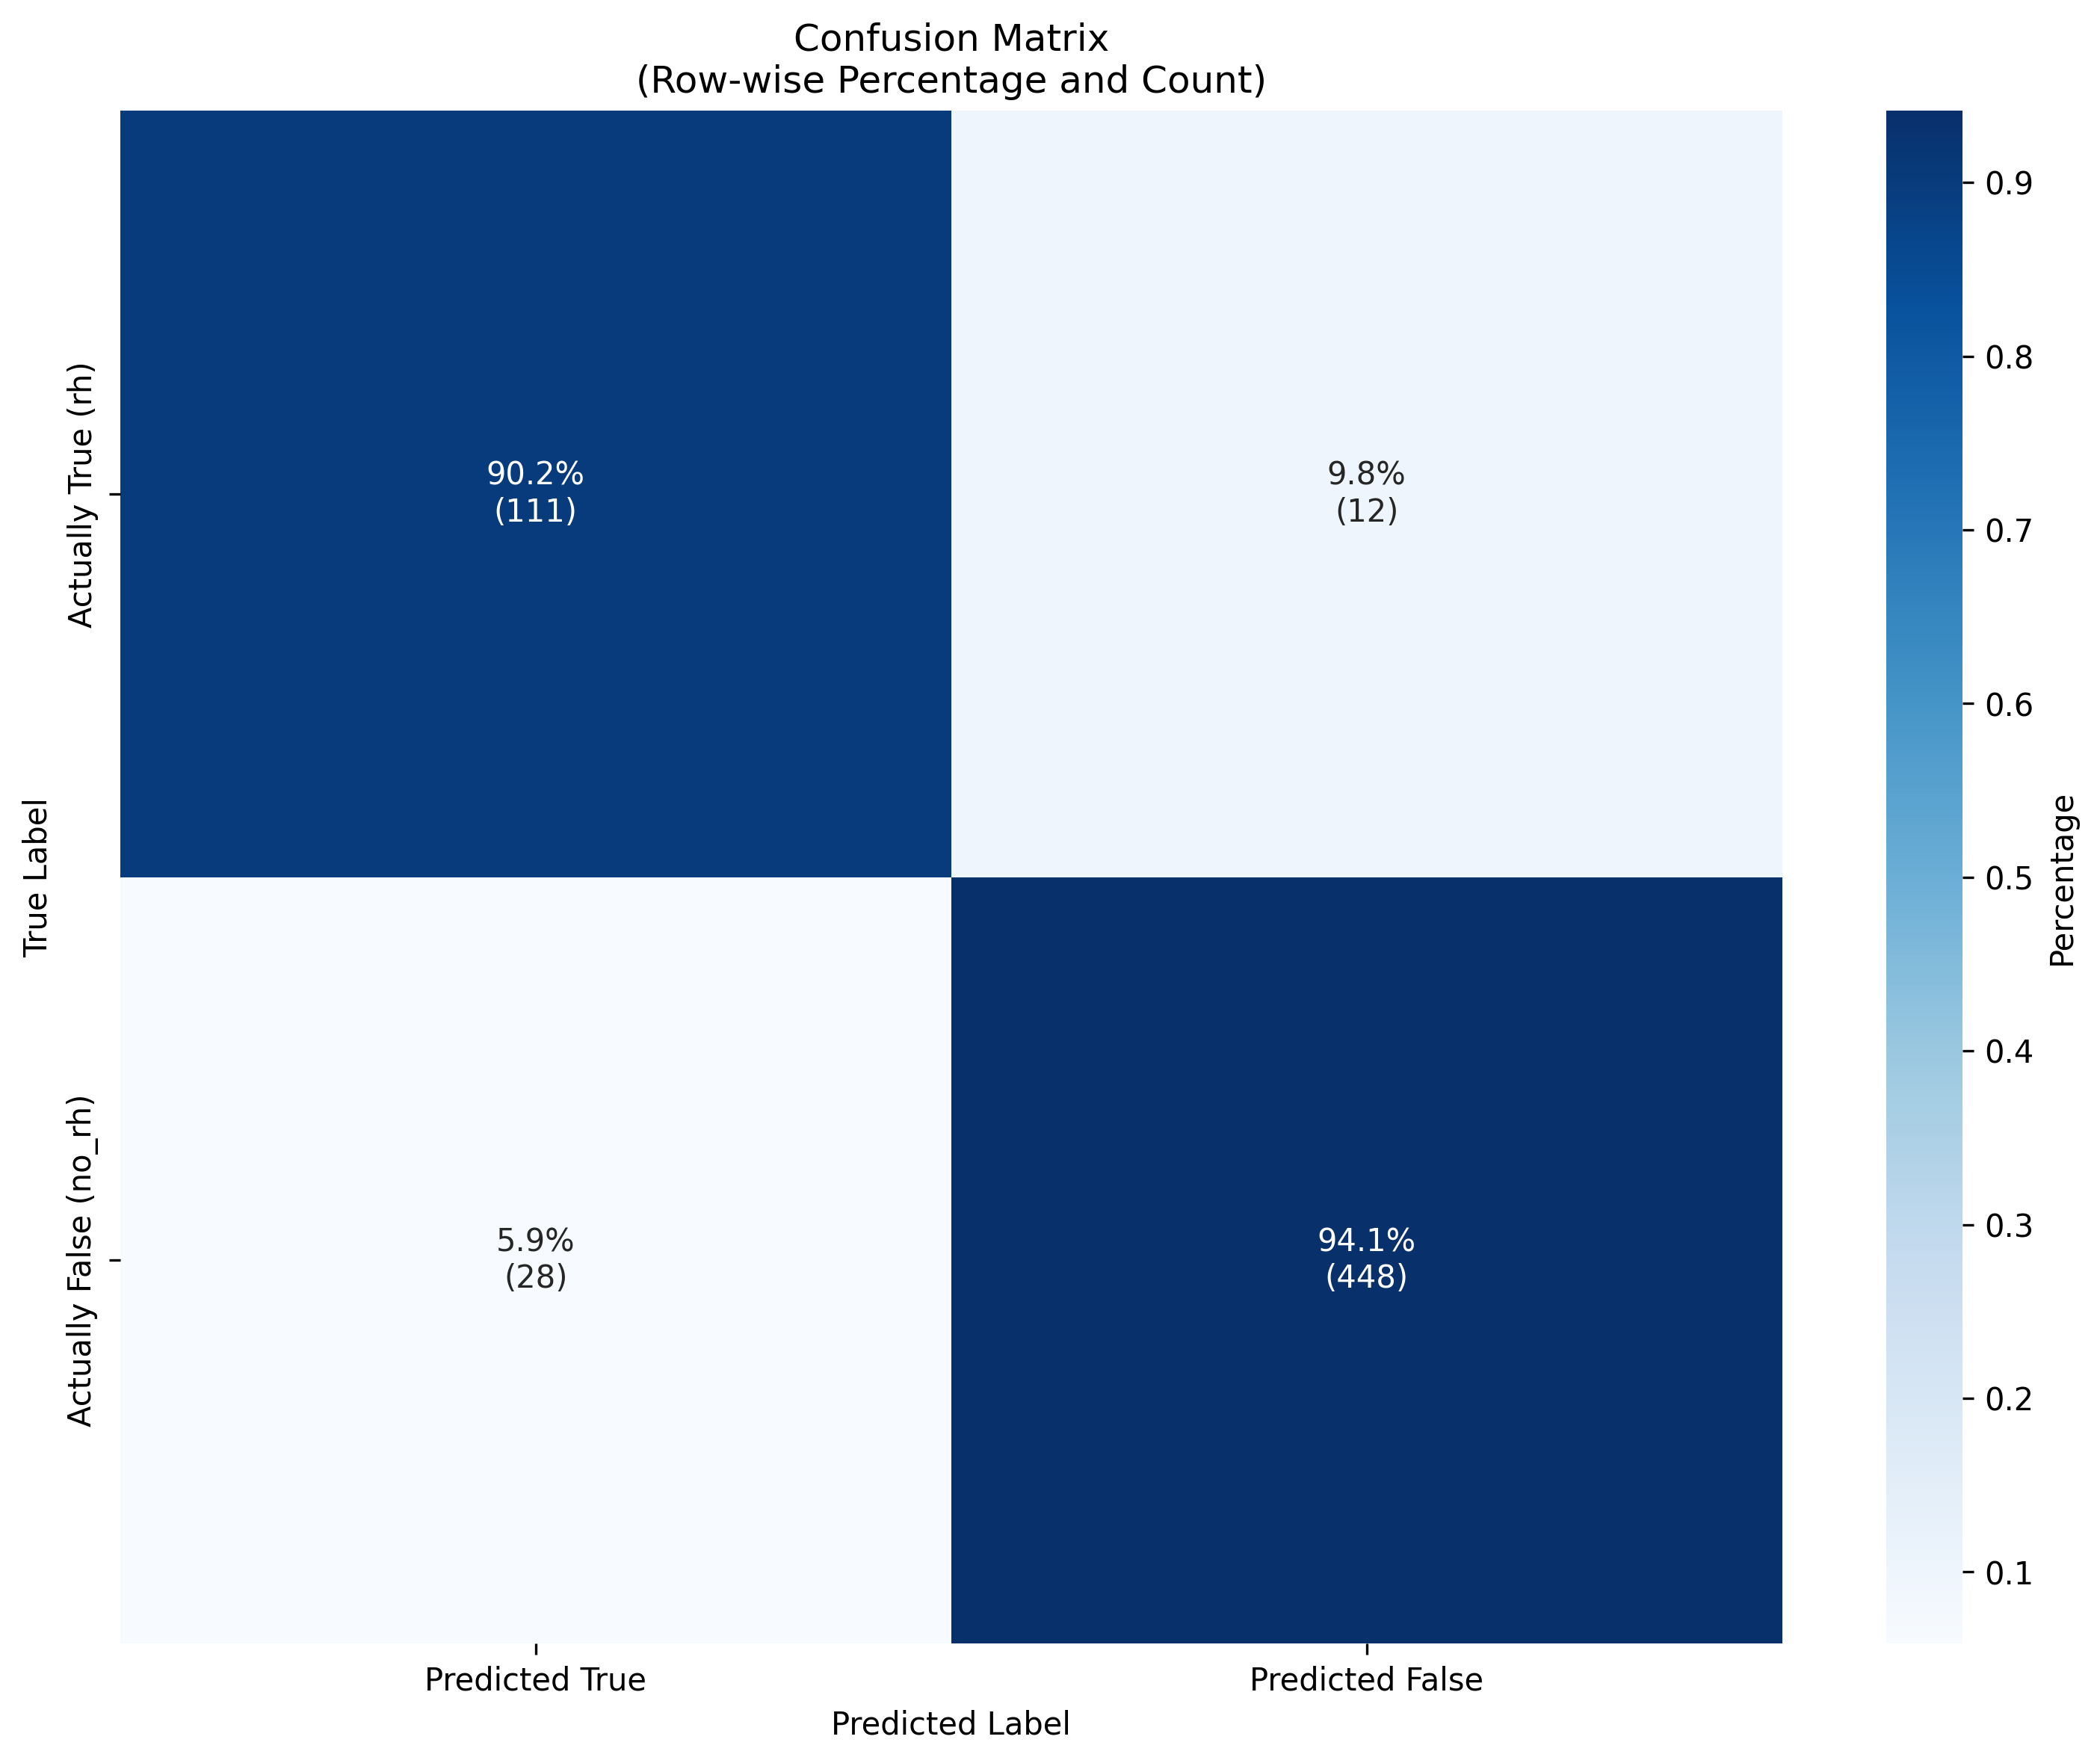 Confusion Matrix
(Row-wise Percentage and Count)
True Label
Actually True (rh)
90.2%
(111)
9.8%
(12)
Actually False (no_rh)
5.9%
(28)
94.1%
(448)
Predicted True
Predicted False
Predicted Label
0.9
0.8
0.7
0.6
0.5
0.4
0.3
0.2
0.1
Percentage